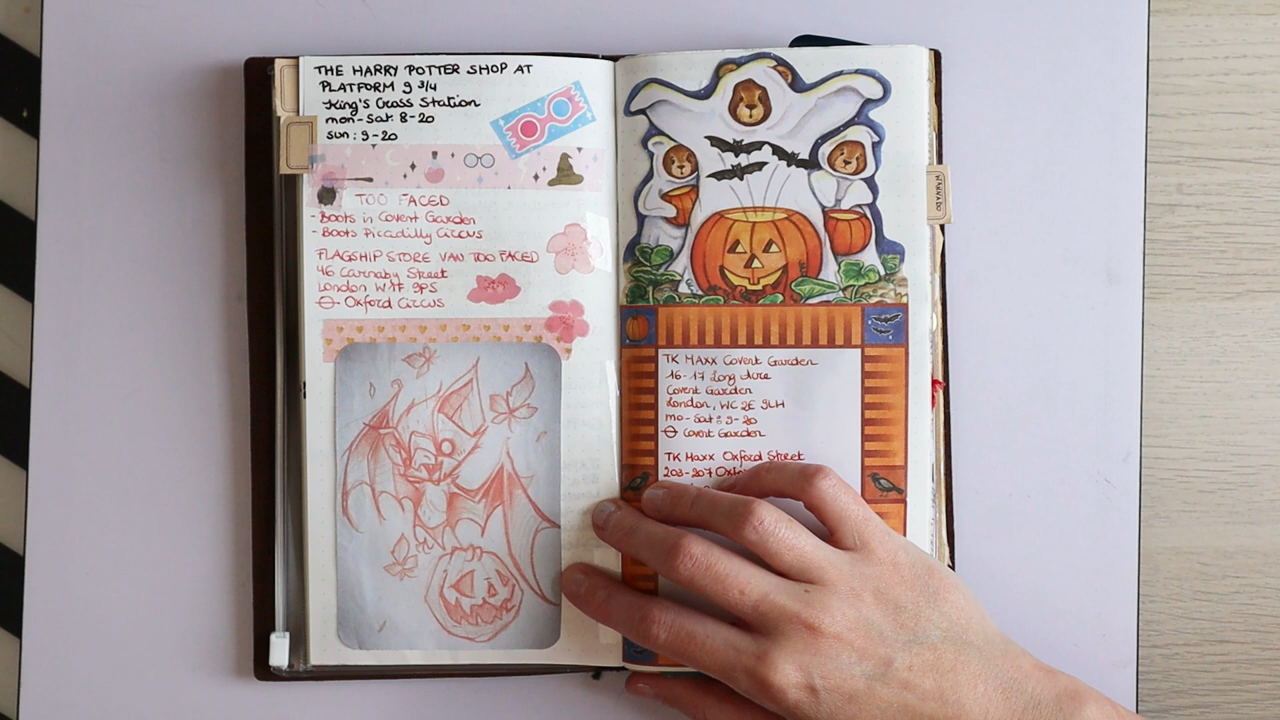 THE HARRY POTTER SHOP AT
PLATFORM 9 3/4
King's Cross Station
mon-sat 8-20
sun: 9-20
TOO FACED
- Boots in Covent Garden
- Boots Picadilly Circus
FLAGSHIP STORE VAN TOO FACED
46 Carnaby Street
London W1F 9PS
Oxford Circus
TK MAXX Covent Garden
16-17 Long Acre
Covent Garden
London, WC2E 9LH
mo-sat: 9-20
Covent Garden
TK Maxx Oxford Street
203-207